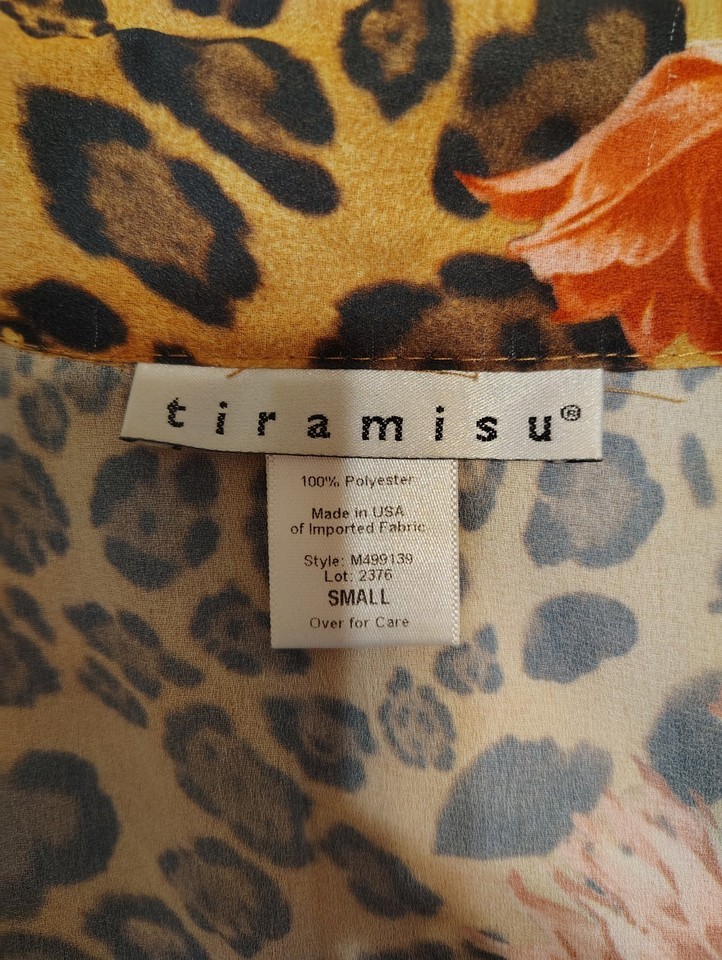 tiramisu®
100% Polyester
Made in USA
of Imported Fabric
Style: M499139
Lot: 2376
SMALL
Over for Care